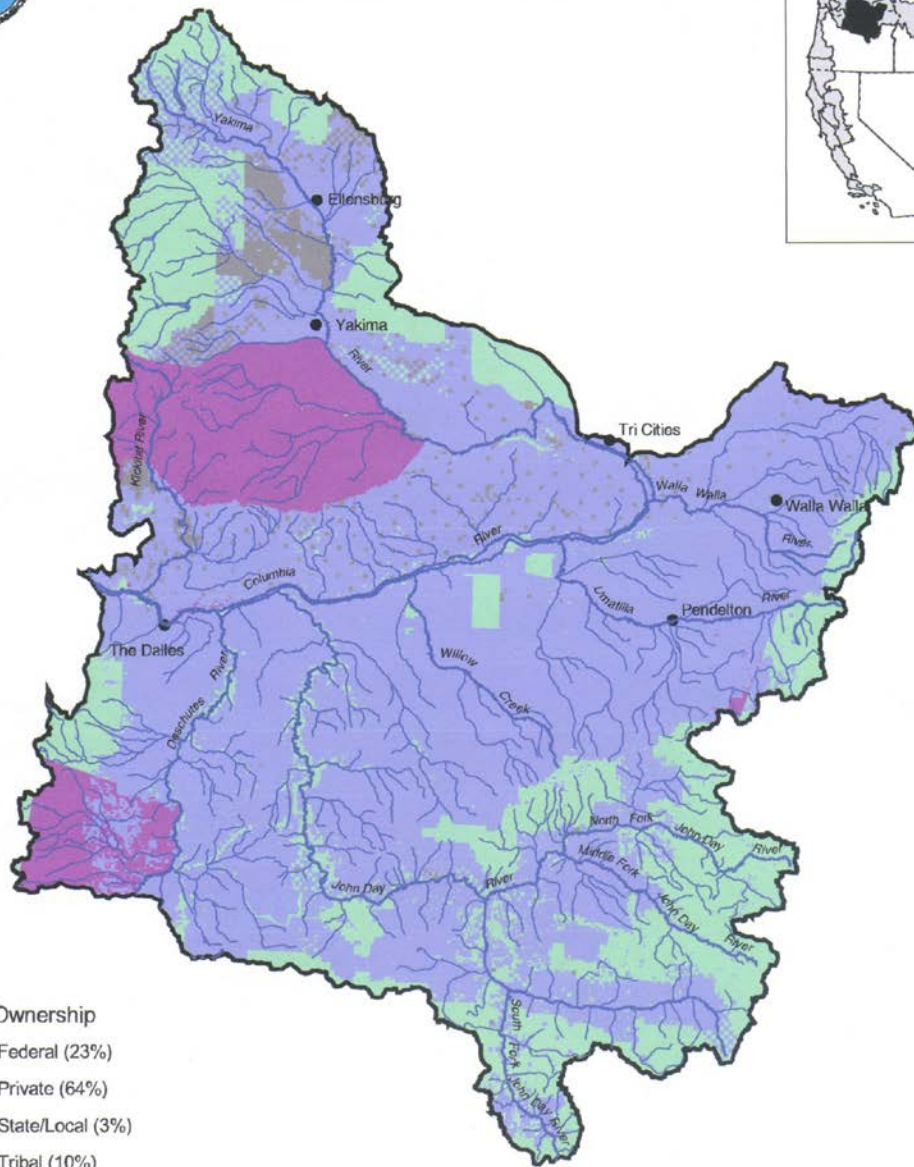 Yakima
Ellensburg
Yakima
River
Tri Cities
Klickitat River
Walla Walla
Walla Walla
River
River
Columbia
Umatilla
River
Pendelton
The Dalles
River
Deschutes
Willow
Creek
North Fork
John Day
River
Middle Fork
John Day
River
John Day
River
South Fork John Day River
Ownership
Federal (23%)
Private (64%)
State/Local (3%)
Tribal (10%)